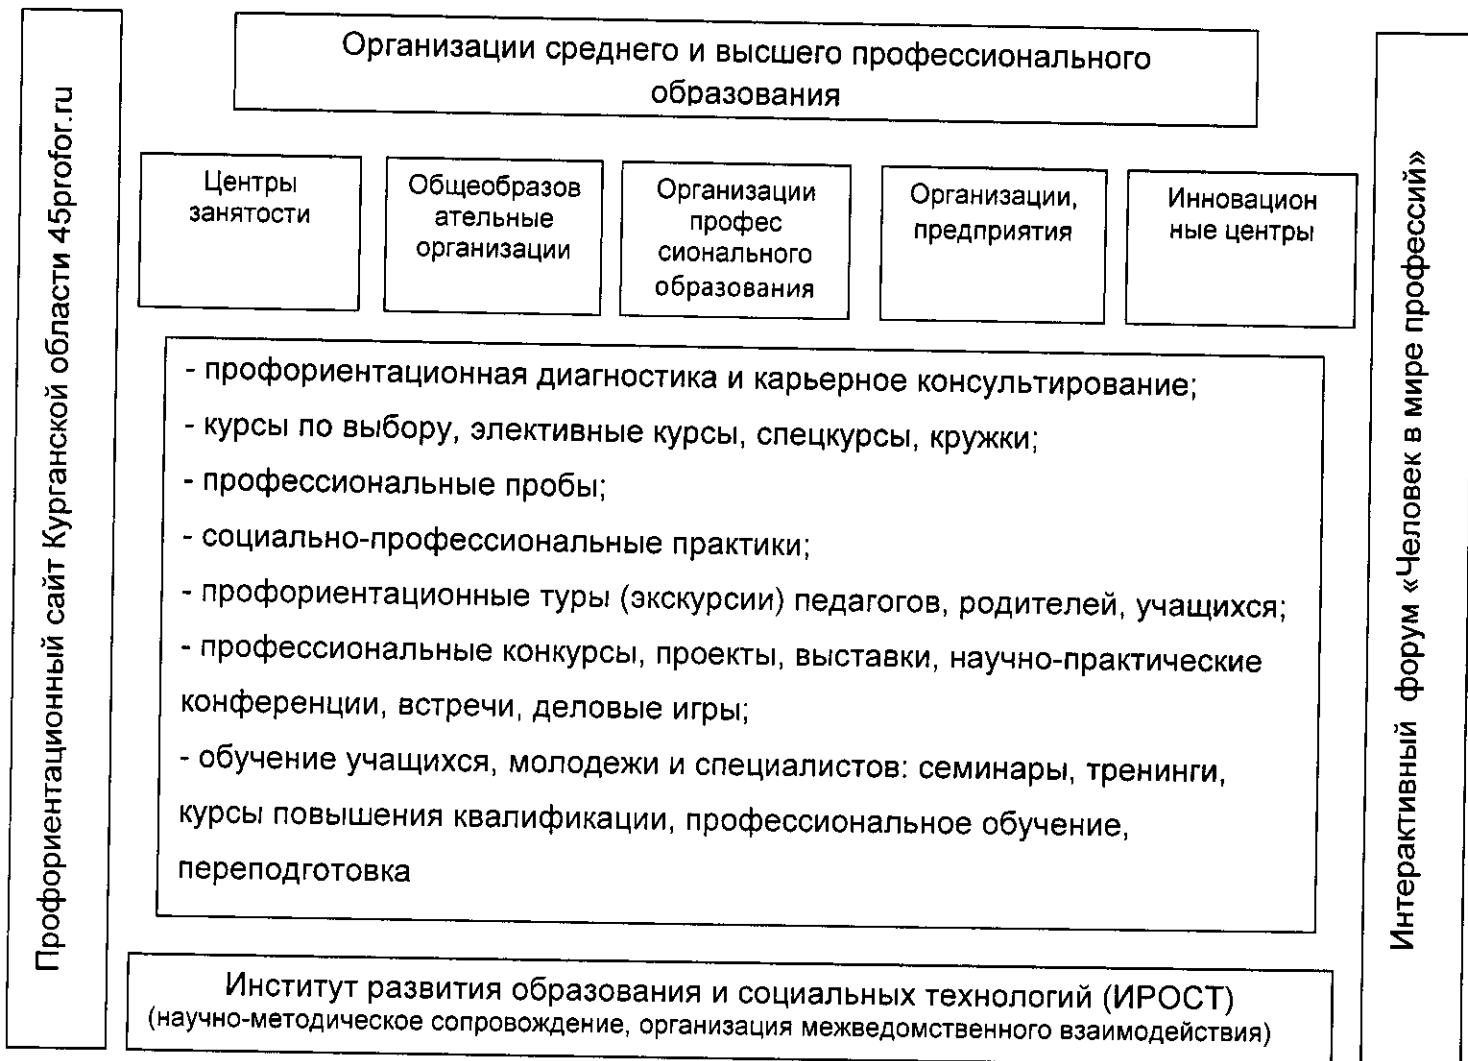 Профориентационный сайт Курганской области 45profor.ru
Организации среднего и высшего профессионального
образования
Центры
занятости
Общеобразов
ательные
организации
Организации
профес
сионального
образования
Организации,
предприятия
Инновацион
ные центры
- профориентационная диагностика и карьерное консультирование;
- курсы по выбору, элективные курсы, спецкурсы, кружки;
- профессиональные пробы;
- социально-профессиональные практики;
- профориентационные туры (экскурсии) педагогов, родителей, учащихся;
- профессиональные конкурсы, проекты, выставки, научно-практические
конференции, встречи, деловые игры;
- обучение учащихся, молодежи и специалистов: семинары, тренинги,
курсы повышения квалификации, профессиональное обучение,
переподготовка
Институт развития образования и социальных технологий (ИРОСТ)
(научно-методическое сопровождение, организация межведомственного взаимодействия)
Интерактивный форум «Человек в мире профессий»